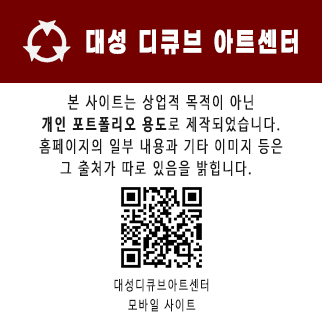 대성 디큐브 아트센터
본 사이트는 상업적 목적이 아닌
개인 포트폴리오 용도로 제작되었습니다.
홈페이지의 일부 내용과 기타 이미지 등은
그 출처가 따로 있음을 밝힙니다.
대성디큐브아트센터
모바일 사이트